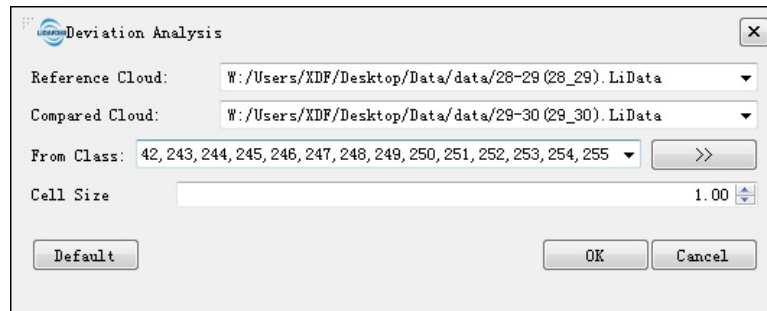 Deviation Analysis
Reference Cloud: W:/Users/XDF/Desktop/Data/data/28-29(28_29).LiData
Compared Cloud: W:/Users/XDF/Desktop/Data/data/29-30(29_30).LiData
From Class: 42, 243, 244, 245, 246, 247, 248, 249, 250, 251, 252, 253, 254, 255 >>
Cell Size 1.00
Default OK Cancel